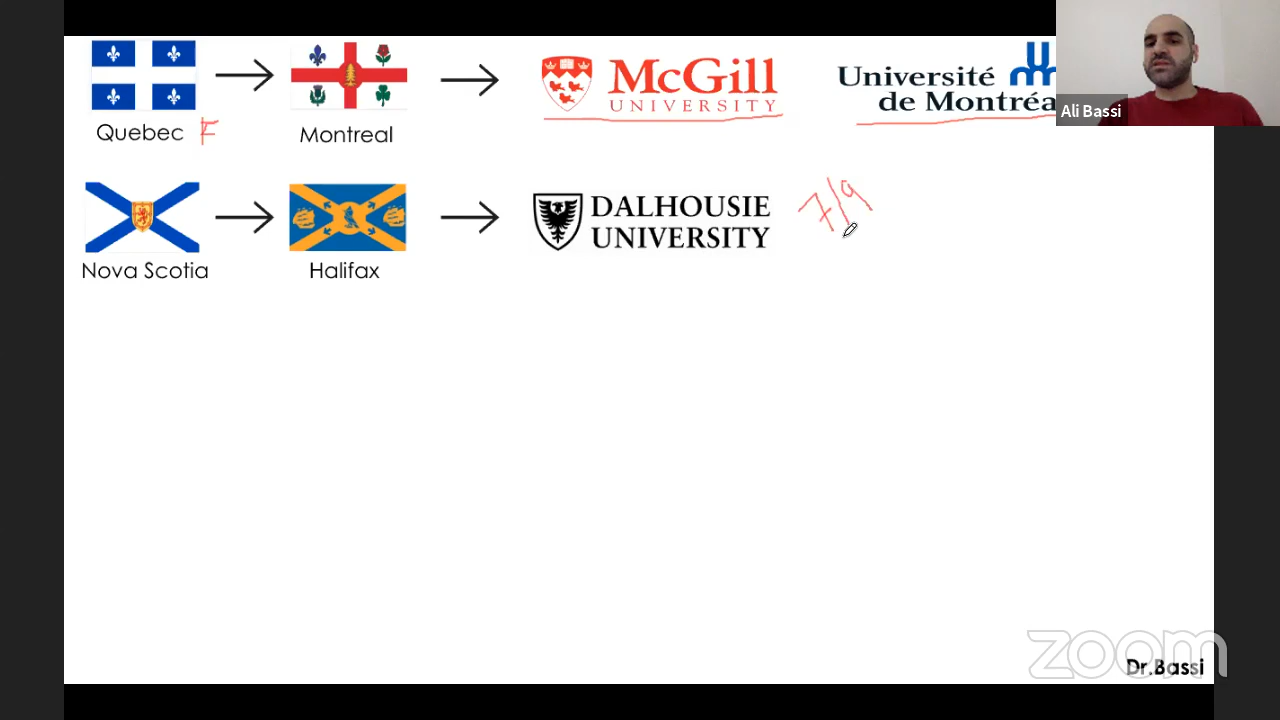 McGill
UNIVERSITY
Université
de Montréa
Ali Bassi
Quebec F
Montreal
DALHOUSIE
UNIVERSITY
7/9
Nova Scotia
Halifax
zoom
Dr.Bassi